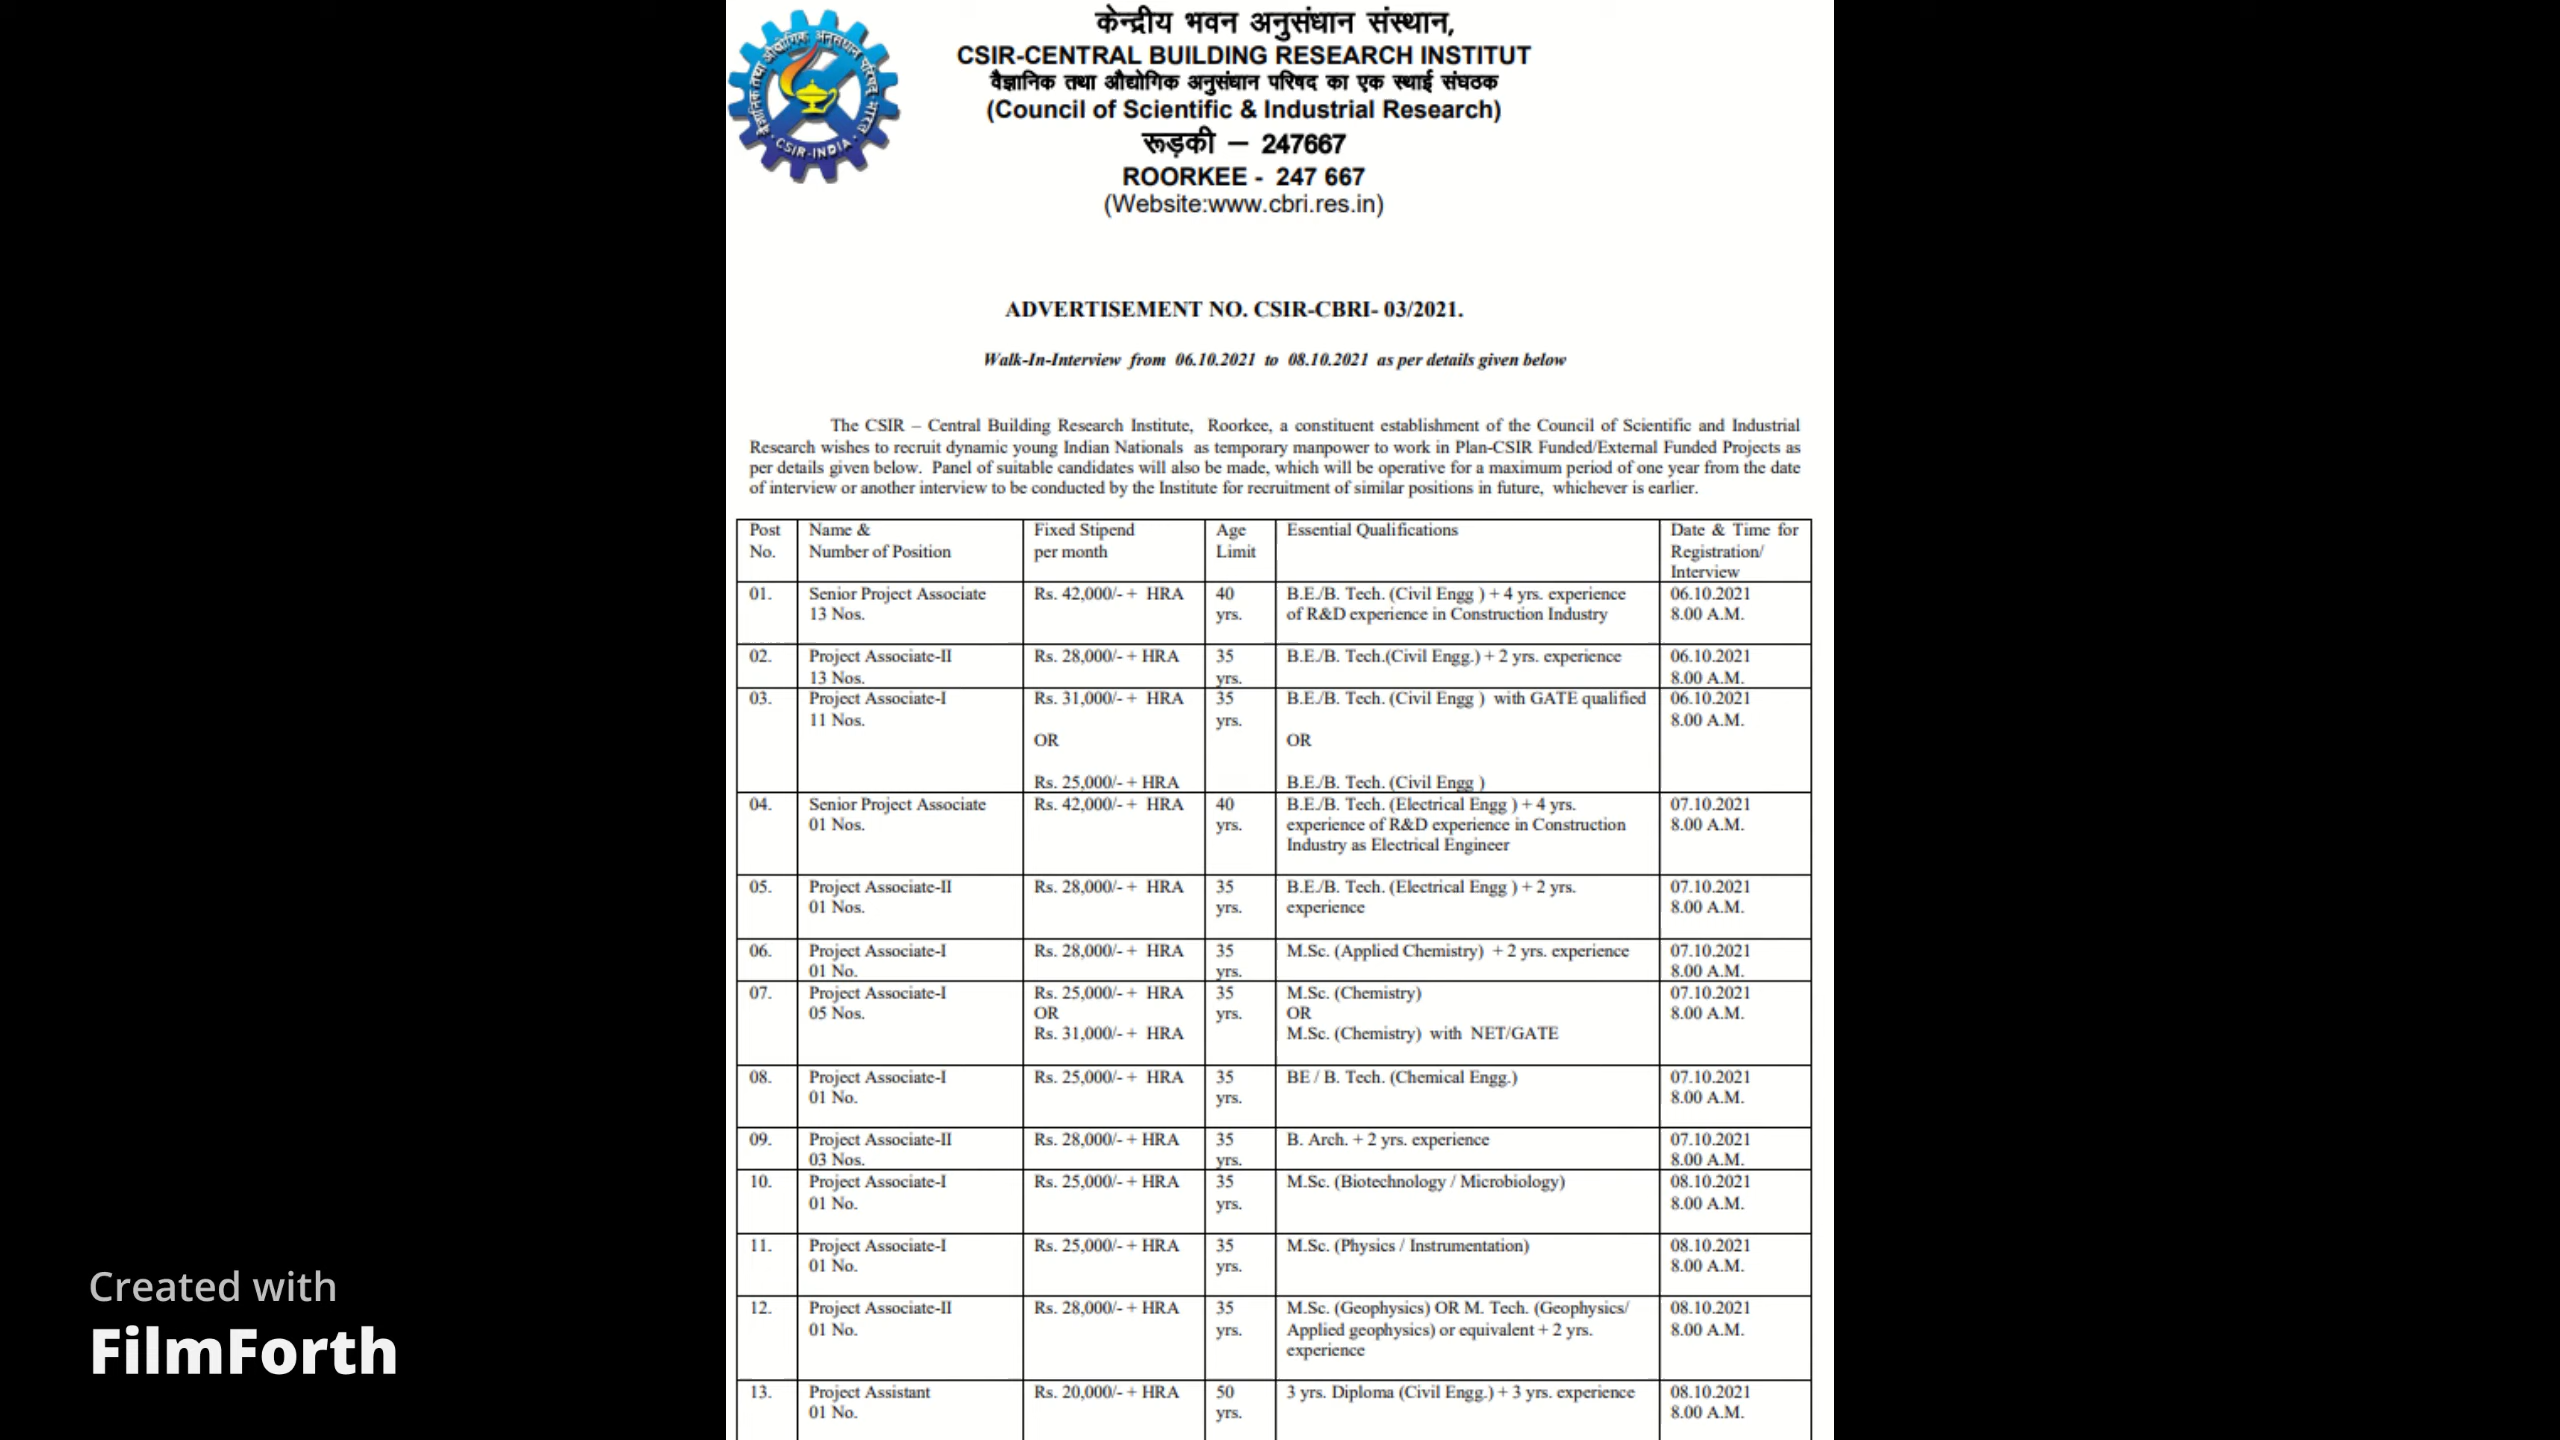 केन्द्रीय भवन अनुसंधान संस्थान,
CSIR-CENTRAL BUILDING RESEARCH INSTITUT
वैज्ञानिक तथा औद्योगिक अनुसंधान परिषद का एक स्थाई संघठक
(Council of Scientific & Industrial Research)
रूड़की – 247667
ROORKEE - 247 667
(Website:www.cbri.res.in)
वैज्ञानिक तथा औद्योगिक अनुसंधान परिषद • भारत
CSIR-INDIA
ADVERTISEMENT NO. CSIR-CBRI- 03/2021.
Walk-In-Interview from 06.10.2021 to 08.10.2021 as per details given below
The CSIR – Central Building Research Institute, Roorkee, a constituent establishment of the Council of Scientific and Industrial
Research wishes to recruit dynamic young Indian Nationals as temporary manpower to work in Plan-CSIR Funded/External Funded Projects as
per details given below. Panel of suitable candidates will also be made, which will be operative for a maximum period of one year from the date
of interview or another interview to be conducted by the Institute for recruitment of similar positions in future, whichever is earlier.
Post Name & Fixed Stipend Age Essential Qualifications Date & Time for
No. Number of Position per month Limit Registration/
Interview
01. Senior Project Associate Rs. 42,000/- + HRA 40 B.E./B. Tech. (Civil Engg ) + 4 yrs. experience 06.10.2021
13 Nos. yrs. of R&D experience in Construction Industry 8.00 A.M.
02. Project Associate-II Rs. 28,000/- + HRA 35 B.E./B. Tech.(Civil Engg.) + 2 yrs. experience 06.10.2021
13 Nos. yrs. 8.00 A.M.
03. Project Associate-I Rs. 31,000/- + HRA 35 B.E./B. Tech. (Civil Engg ) with GATE qualified 06.10.2021
11 Nos. yrs. 8.00 A.M.
OR OR
Rs. 25,000/- + HRA B.E./B. Tech. (Civil Engg )
04. Senior Project Associate Rs. 42,000/- + HRA 40 B.E./B. Tech. (Electrical Engg ) + 4 yrs. 07.10.2021
01 Nos. yrs. experience of R&D experience in Construction 8.00 A.M.
Industry as Electrical Engineer
05. Project Associate-II Rs. 28,000/- + HRA 35 B.E./B. Tech. (Electrical Engg ) + 2 yrs. 07.10.2021
01 Nos. yrs. experience 8.00 A.M.
06. Project Associate-I Rs. 28,000/- + HRA 35 M.Sc. (Applied Chemistry) + 2 yrs. experience 07.10.2021
01 No. yrs. 8.00 A.M.
07. Project Associate-I Rs. 25,000/- + HRA 35 M.Sc. (Chemistry) 07.10.2021
05 Nos. OR yrs. OR 8.00 A.M.
Rs. 31,000/- + HRA M.Sc. (Chemistry) with NET/GATE
08. Project Associate-I Rs. 25,000/- + HRA 35 BE / B. Tech. (Chemical Engg.) 07.10.2021
01 No. yrs. 8.00 A.M.
09. Project Associate-II Rs. 28,000/- + HRA 35 B. Arch. + 2 yrs. experience 07.10.2021
03 Nos. yrs. 8.00 A.M.
10. Project Associate-I Rs. 25,000/- + HRA 35 M.Sc. (Biotechnology / Microbiology) 08.10.2021
01 No. yrs. 8.00 A.M.
11. Project Associate-I Rs. 25,000/- + HRA 35 M.Sc. (Physics / Instrumentation) 08.10.2021
01 No. yrs. 8.00 A.M.
12. Project Associate-II Rs. 28,000/- + HRA 35 M.Sc. (Geophysics) OR M. Tech. (Geophysics/ 08.10.2021
01 No. yrs. Applied geophysics) or equivalent + 2 yrs. 8.00 A.M.
experience
13. Project Assistant Rs. 20,000/- + HRA 50 3 yrs. Diploma (Civil Engg.) + 3 yrs. experience 08.10.2021
01 No. yrs. 8.00 A.M.
Created with
FilmForth